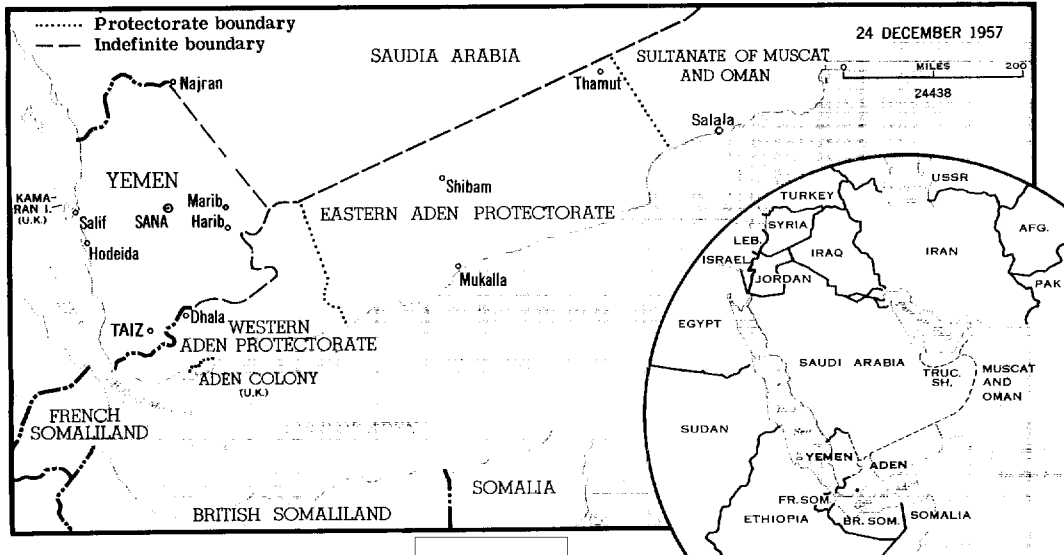 Protectorate boundary
Indefinite boundary
SAUDIA ARABIA
SULTANATE OF MUSCAT
AND OMAN
24 DECEMBER 1957
0 MILES 200
24438
Najran
Thamut
Salala
YEMEN
KAMA-
RAN I.
(U.K.)
Salif
SANA
Marib
Harib
Hodeida
Shibam
EASTERN ADEN PROTECTORATE
Mukalla
TAIZ
Dhala
WESTERN
ADEN PROTECTORATE
ADEN COLONY
(U.K.)
FRENCH
SOMALILAND
BRITISH SOMALILAND
SOMALIA
TURKEY
USSR
SYRIA
LEB.
ISRAEL
IRAQ
JORDAN
IRAN
AFG.
PAK
EGYPT
SAUDI ARABIA
TRUC.
SH.
MUSCAT
AND
OMAN
SUDAN
YEMEN
ADEN
FR.SOM.
ETHIOPIA
BR. SOM.
SOMALIA